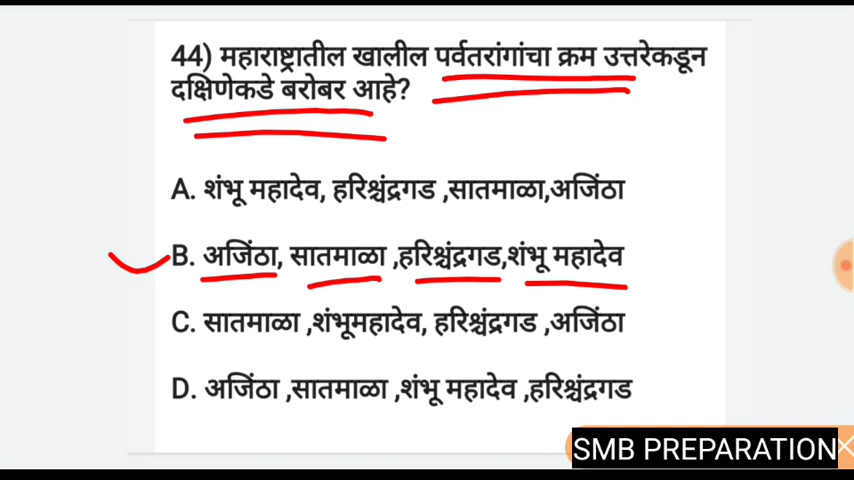 44) महाराष्ट्रातील खालील पर्वतरांगांचा क्रम उत्तरेकडून
दक्षिणेकडे बरोबर आहे?
A. शंभू महादेव, हरिश्चंद्रगड ,सातमाळा,अजिंठा
B. अजिंठा, सातमाळा ,हरिश्चंद्रगड,शंभू महादेव
C. सातमाळा ,शंभूमहादेव, हरिश्चंद्रगड ,अजिंठा
D. अजिंठा ,सातमाळा ,शंभू महादेव ,हरिश्चंद्रगड
SMB PREPARATION